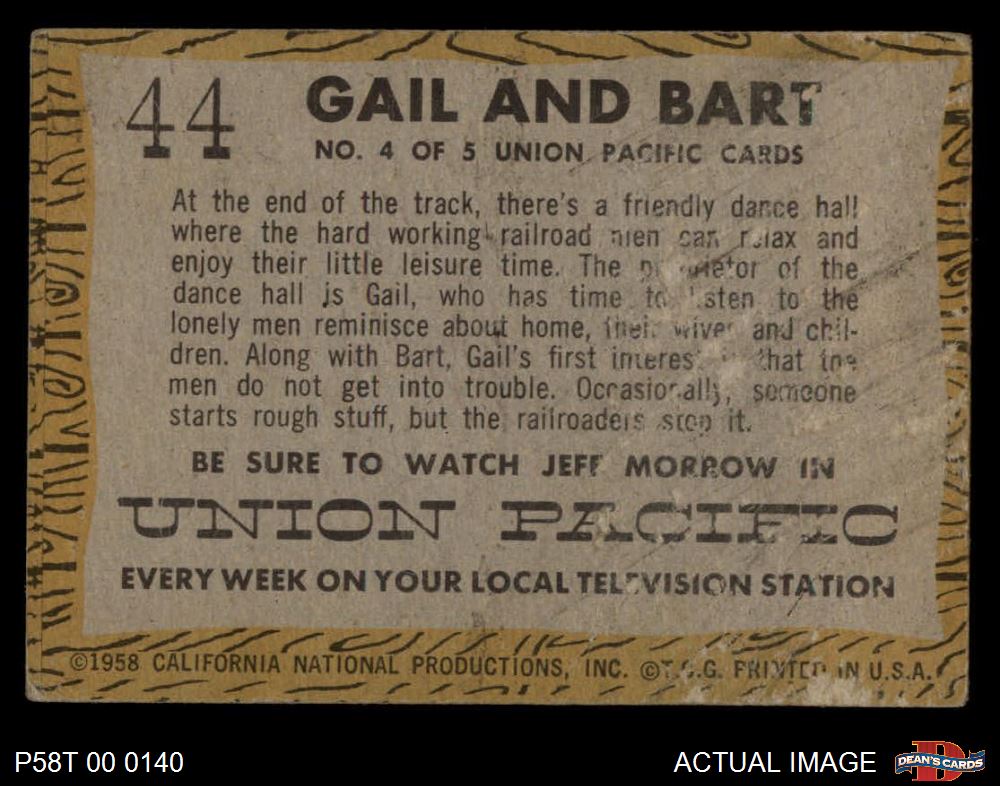 44
GAIL AND BART
NO. 4 OF 5 UNION PACIFIC CARDS
At the end of the track, there's a friendly dance hall
where the hard working railroad men can relax and
enjoy their little leisure time. The proprietor of the
dance hall is Gail, who has time to listen to the
lonely men reminisce about home, their wives and chil-
dren. Along with Bart, Gail's first interest is that the
men do not get into trouble. Occasionally, someone
starts rough stuff, but the railroaders stop it.
BE SURE TO WATCH JEFF MORROW IN
UNION PACIFIC
EVERY WEEK ON YOUR LOCAL TELEVISION STATION
©1958 CALIFORNIA NATIONAL PRODUCTIONS, INC. ©T.C.G. PRINTED IN U.S.A.
P58T 00 0140
ACTUAL IMAGE
D
DEAN'S CARDS